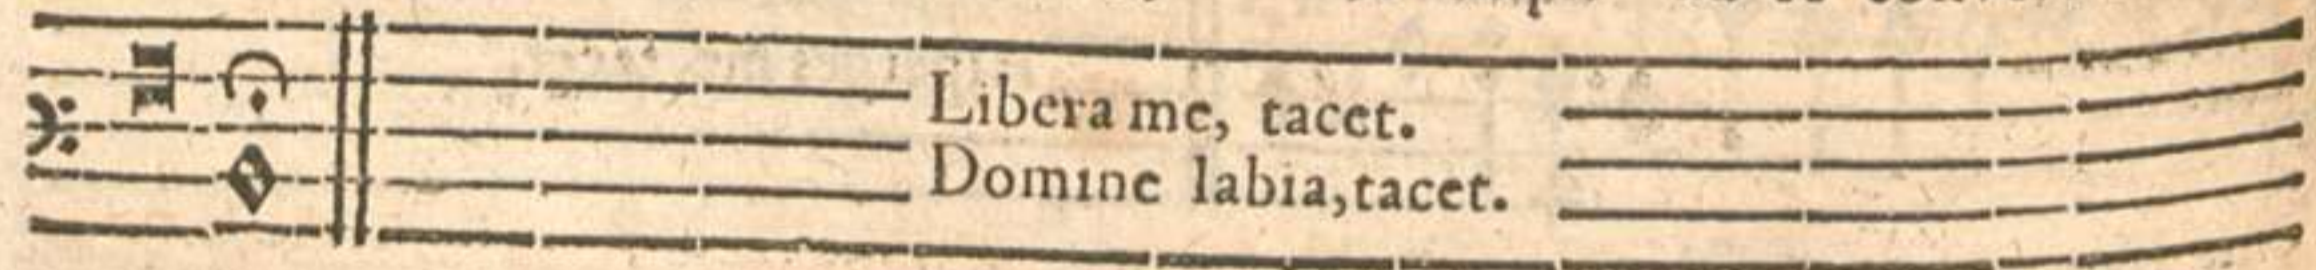 Libera me, tacet.
Domine labia, tacet.